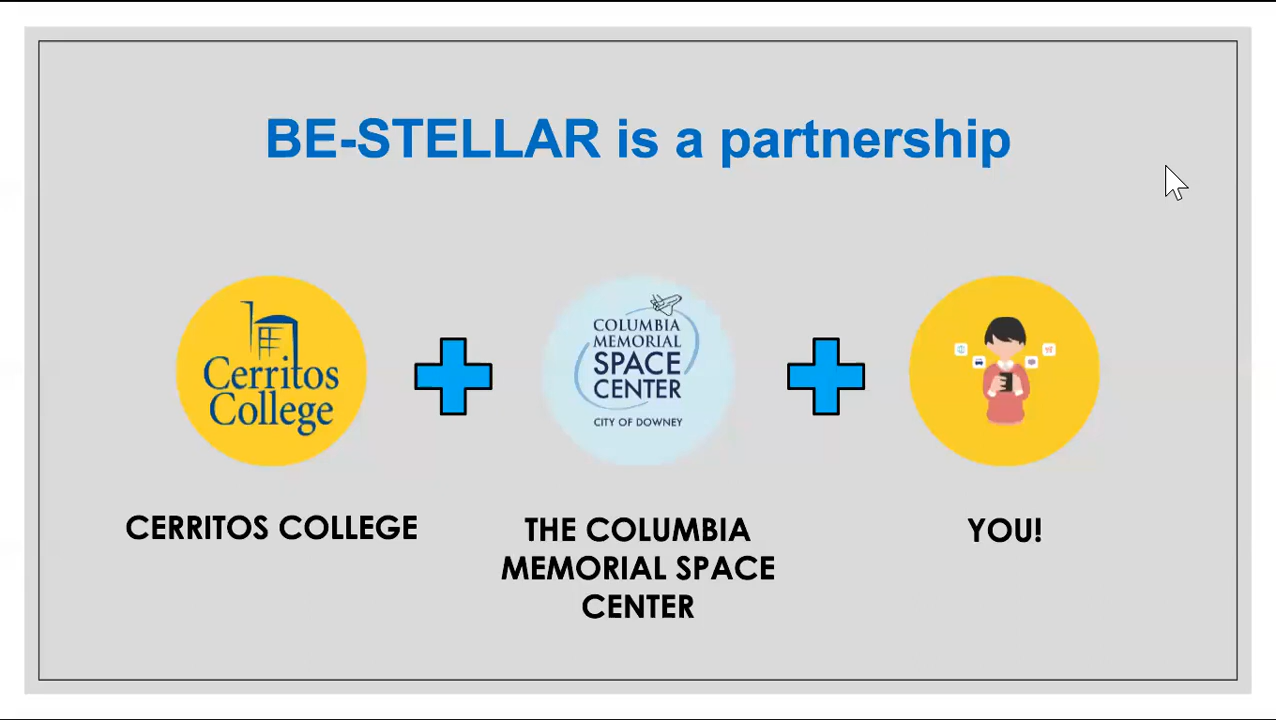 BE-STELLAR is a partnership
Cerritos
College
COLUMBIA
MEMORIAL
SPACE
CENTER
CITY OF DOWNEY
CERRITOS COLLEGE
THE COLUMBIA
MEMORIAL SPACE
CENTER
YOU!